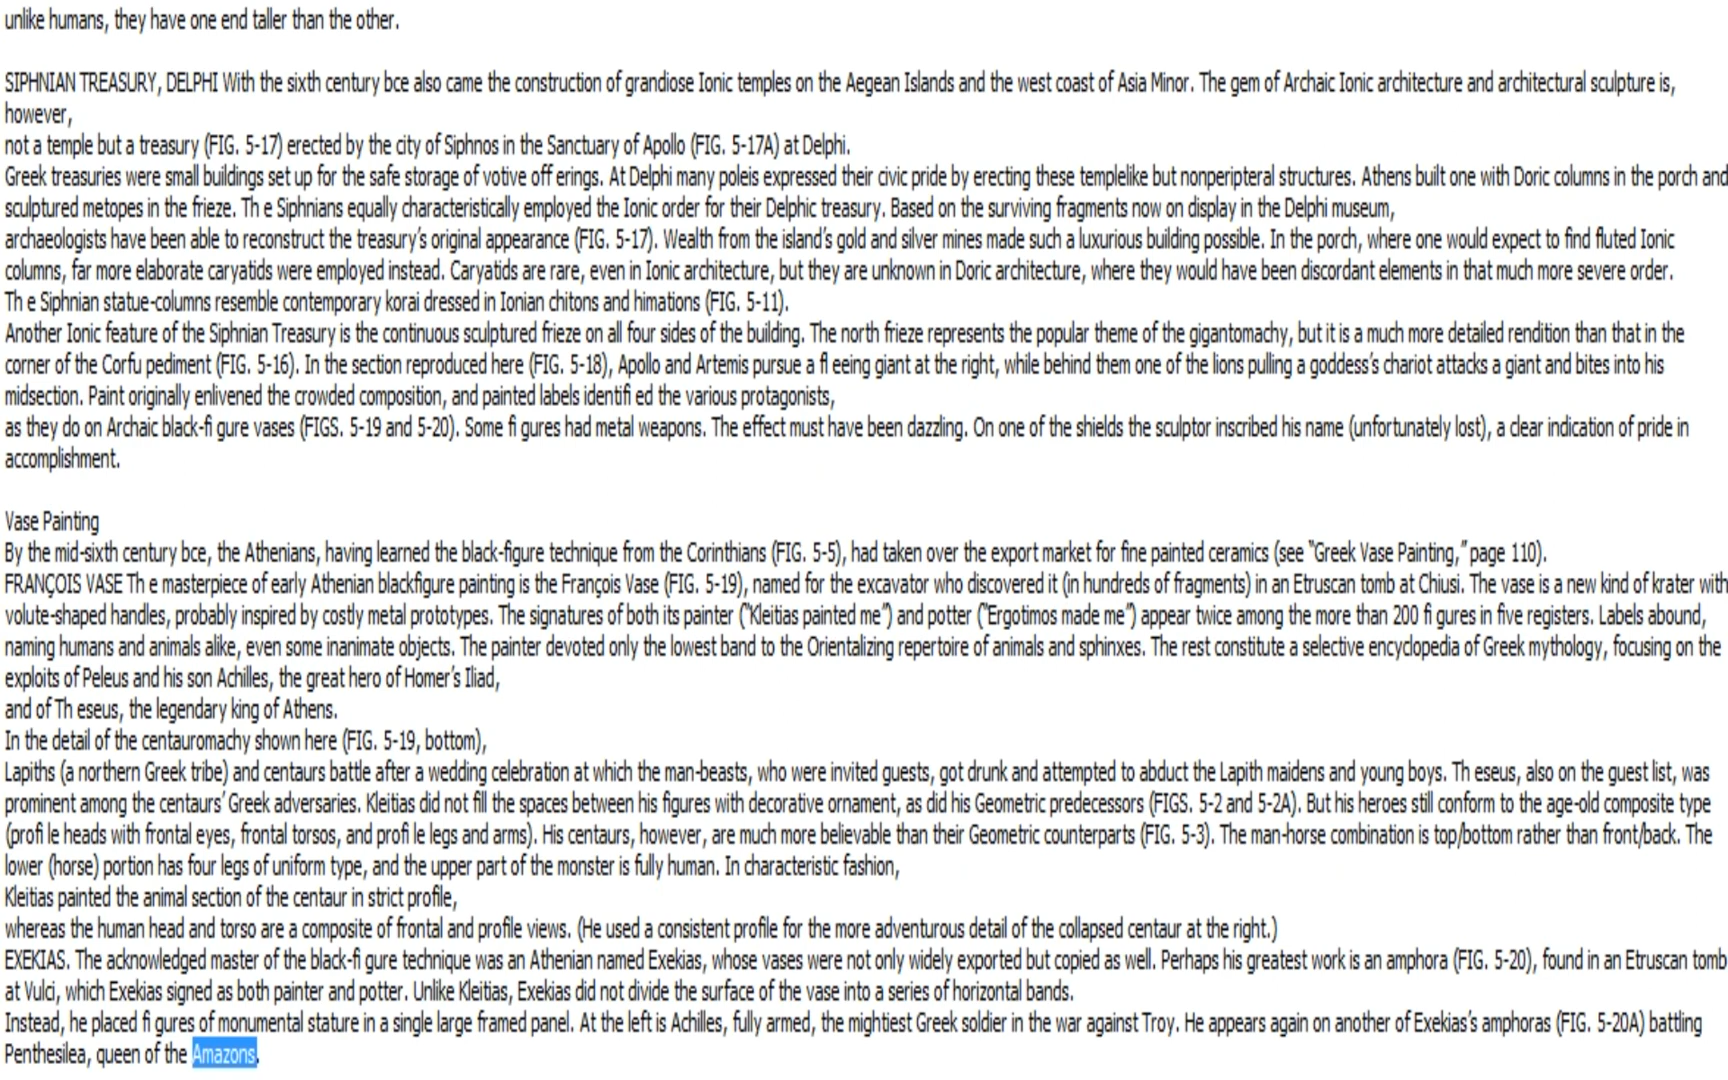 unlike humans, they have one end taller than the other.
SIPHNIAN TREASURY, DELPHI With the sixth century bce also came the construction of grandiose Ionic temples on the Aegean Islands and the west coast of Asia Minor. The gem of Archaic Ionic architecture and architectural sculpture is,
however,
not a temple but a treasury (FIG. 5-17) erected by the city of Siphnos in the Sanctuary of Apollo (FIG. 5-17A) at Delphi.
Greek treasuries were small buildings set up for the safe storage of votive off erings. At Delphi many poleis expressed their civic pride by erecting these templelike but nonperipteral structures. Athens built one with Doric columns in the porch and
sculptured metopes in the frieze. Th e Siphnians equally characteristically employed the Ionic order for their Delphic treasury. Based on the surviving fragments now on display in the Delphi museum,
archaeologists have been able to reconstruct the treasury's original appearance (FIG. 5-17). Wealth from the island's gold and silver mines made such a luxurious building possible. In the porch, where one would expect to find fluted Ionic
columns, far more elaborate caryatids were employed instead. Caryatids are rare, even in Ionic architecture, but they are unknown in Doric architecture, where they would have been discordant elements in that much more severe order.
Th e Siphnian statue-columns resemble contemporary korai dressed in Ionian chitons and himations (FIG. 5-11).
Another Ionic feature of the Siphnian Treasury is the continuous sculptured frieze on all four sides of the building. The north frieze represents the popular theme of the gigantomachy, but it is a much more detailed rendition than that in the
corner of the Corfu pediment (FIG. 5-16). In the section reproduced here (FIG. 5-18), Apollo and Artemis pursue a fl eeing giant at the right, while behind them one of the lions pulling a goddess's chariot attacks a giant and bites into his
midsection. Paint originally enlivened the crowded composition, and painted labels identifi ed the various protagonists,
as they do on Archaic black-fi gure vases (FIGS. 5-19 and 5-20). Some fi gures had metal weapons. The effect must have been dazzling. On one of the shields the sculptor inscribed his name (unfortunately lost), a clear indication of pride in
accomplishment.
Vase Painting
By the mid-sixth century bce, the Athenians, having learned the black-figure technique from the Corinthians (FIG. 5-5), had taken over the export market for fine painted ceramics (see "Greek Vase Painting," page 110).
FRANÇOIS VASE Th e masterpiece of early Athenian blackfigure painting is the François Vase (FIG. 5-19), named for the excavator who discovered it (in hundreds of fragments) in an Etruscan tomb at Chiusi. The vase is a new kind of krater with
volute-shaped handles, probably inspired by costly metal prototypes. The signatures of both its painter ("Kleitias painted me") and potter ("Ergotimos made me") appear twice among the more than 200 fi gures in five registers. Labels abound,
naming humans and animals alike, even some inanimate objects. The painter devoted only the lowest band to the Orientalizing repertoire of animals and sphinxes. The rest constitute a selective encyclopedia of Greek mythology, focusing on the
exploits of Peleus and his son Achilles, the great hero of Homer's Iliad,
and of Th eseus, the legendary king of Athens.
In the detail of the centauromachy shown here (FIG. 5-19, bottom),
Lapiths (a northern Greek tribe) and centaurs battle after a wedding celebration at which the man-beasts, who were invited guests, got drunk and attempted to abduct the Lapith maidens and young boys. Th eseus, also on the guest list, was
prominent among the centaurs' Greek adversaries. Kleitias did not fill the spaces between his figures with decorative ornament, as did his Geometric predecessors (FIGS. 5-2 and 5-2A). But his heroes still conform to the age-old composite type
(profi le heads with frontal eyes, frontal torsos, and profi le legs and arms). His centaurs, however, are much more believable than their Geometric counterparts (FIG. 5-3). The man-horse combination is top/bottom rather than front/back. The
lower (horse) portion has four legs of uniform type, and the upper part of the monster is fully human. In characteristic fashion,
Kleitias painted the animal section of the centaur in strict profile,
whereas the human head and torso are a composite of frontal and profile views. (He used a consistent profile for the more adventurous detail of the collapsed centaur at the right.)
EXEKIAS. The acknowledged master of the black-fi gure technique was an Athenian named Exekias, whose vases were not only widely exported but copied as well. Perhaps his greatest work is an amphora (FIG. 5-20), found in an Etruscan tomb
at Vulci, which Exekias signed as both painter and potter. Unlike Kleitias, Exekias did not divide the surface of the vase into a series of horizontal bands.
Instead, he placed fi gures of monumental stature in a single large framed panel. At the left is Achilles, fully armed, the mightiest Greek soldier in the war against Troy. He appears again on another of Exekias's amphoras (FIG. 5-20A) battling
Penthesilea, queen of the Amazons.